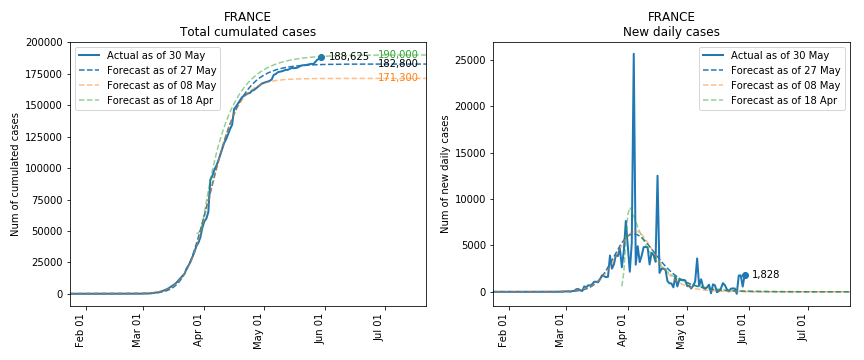 FRANCE
Total cumulated cases
Num of cumulated cases
200000
175000
150000
125000
100000
75000
50000
25000
0
Actual as of 30 May
Forecast as of 27 May
Forecast as of 08 May
Forecast as of 18 Apr
188,625
190,000
182,800
171,300
Feb 01
Mar 01
Apr 01
May 01
Jun 01
Jul 01
FRANCE
New daily cases
Num of new daily cases
25000
20000
15000
10000
5000
0
Actual as of 30 May
Forecast as of 27 May
Forecast as of 08 May
Forecast as of 18 Apr
1,828
Feb 01
Mar 01
Apr 01
May 01
Jun 01
Jul 01